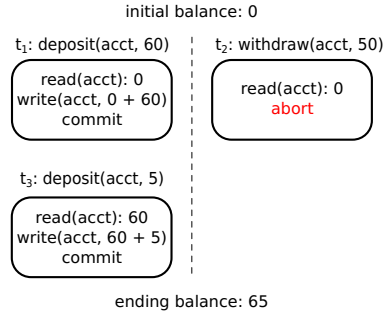 initial balance: 0
t₁: deposit(acct, 60)
read(acct): 0
write(acct, 0 + 60)
commit
t₂: withdraw(acct, 50)
read(acct): 0
abort
t₃: deposit(acct, 5)
read(acct): 60
write(acct, 60 + 5)
commit
ending balance: 65